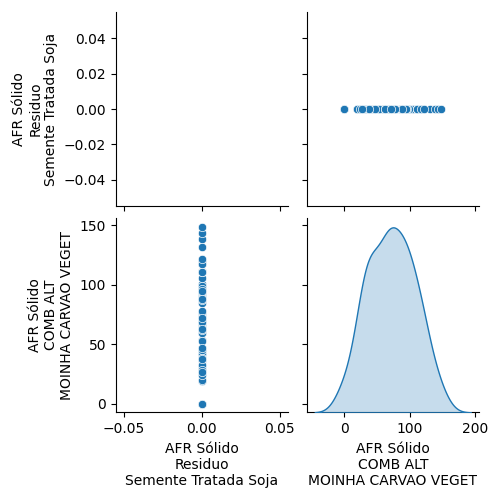 0.04
0.02
0.00
−0.02
−0.04
AFR Sólido
Residuo
Semente Tratada Soja
150
100
50
0
AFR Sólido
COMB ALT
MOINHA CARVAO VEGET
−0.05
0.00
0.05
AFR Sólido
Residuo
Semente Tratada Soja
0
100
200
AFR Sólido
COMB ALT
MOINHA CARVAO VEGET